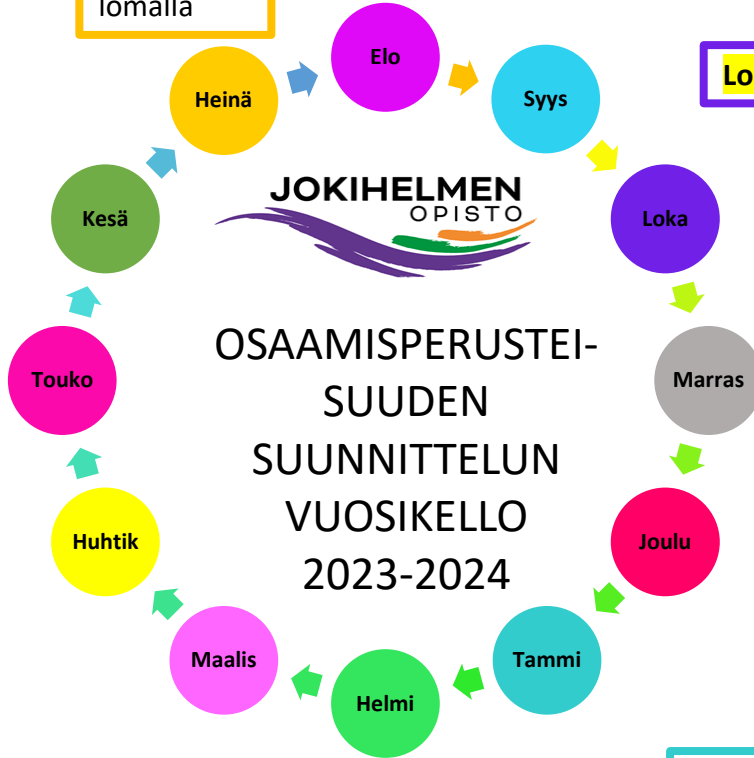 lomalla
Elo
Heinä
Syys
Lo
Kesä
Loka
JOKIHELMEN
OPISTO
Touko
Marras
OSAAMISPERUSTEI-
SUUDEN
SUUNNITTELUN
VUOSIKELLO
2023-2024
Huhtik
Joulu
Maalis
Tammi
Helmi